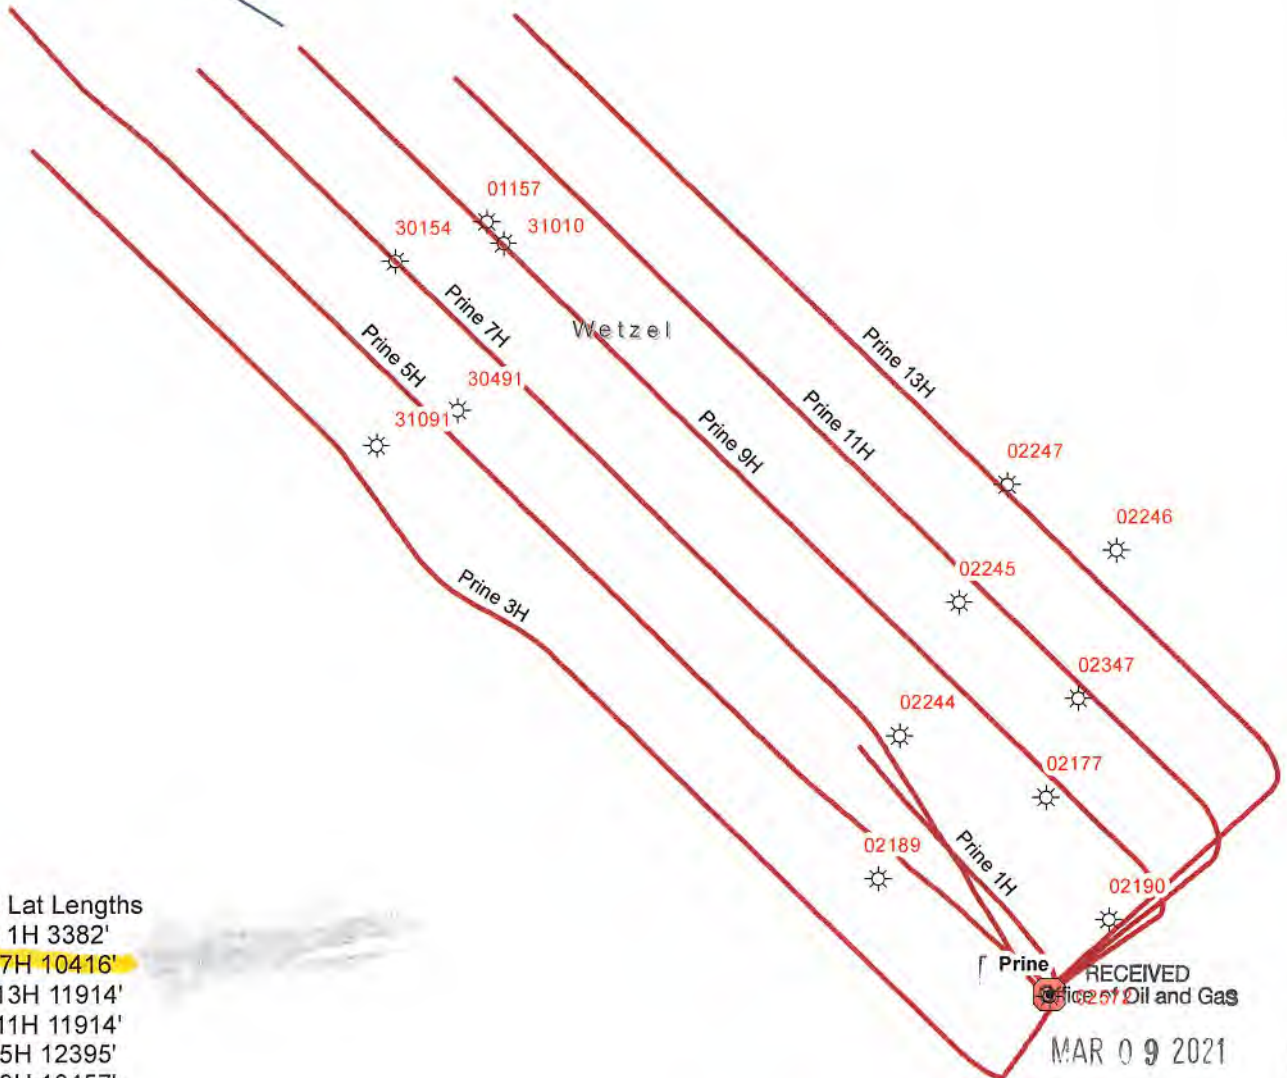 01157
30154
31010
Prine 7H
Wetzel
Prine 5H
30491
31091
Prine 13H
Prine 11H
Prine 9H
02247
02246
02245
Prine 3H
02347
02244
02177
02189
Prine 1H
02190
Lat Lengths
1H 3382'
7H 10416'
13H 11914'
11H 11914'
5H 12395'
Prine
RECEIVED
Office of Oil and Gas
02572
MAR 09 2021